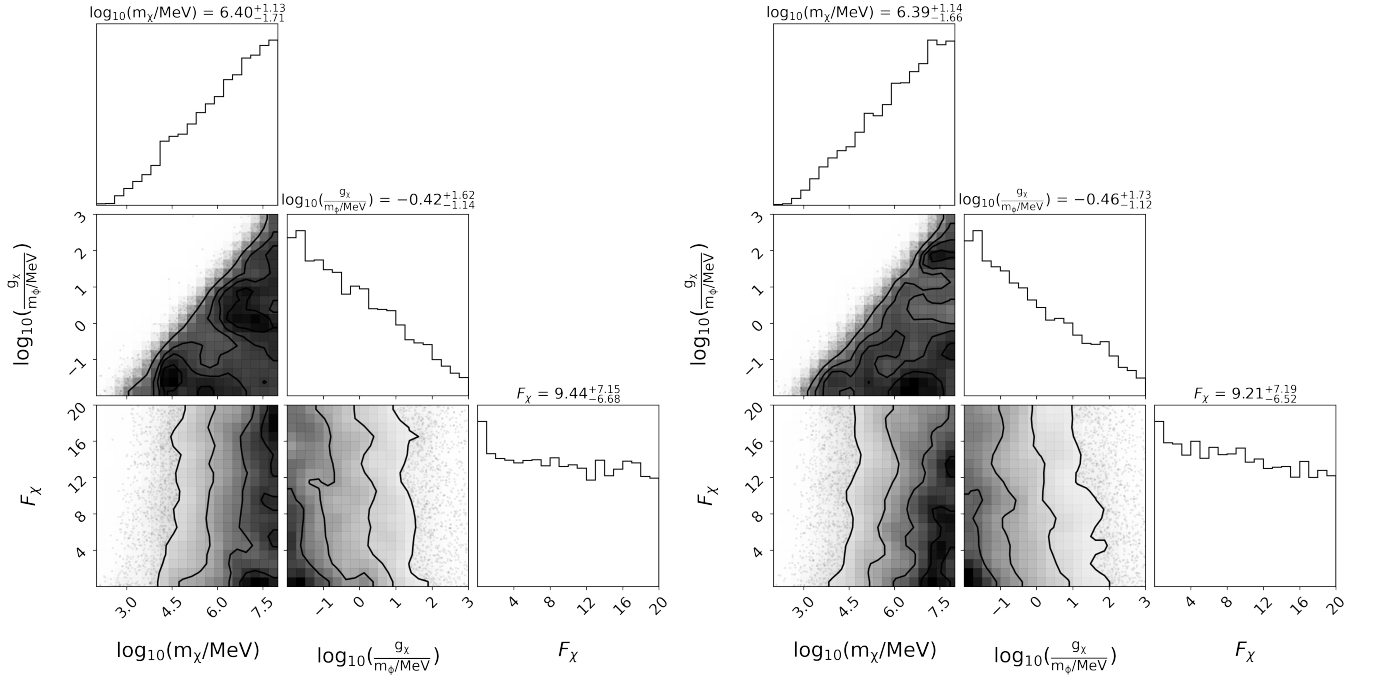 log₁₀(mᵪ/MeV) = 6.40⁺¹·¹³₋₁.₇₁
log₁₀(gᵪ/m_ϕ/MeV) = −0.42⁺¹·⁶²₋₁.₁₄
3
2
1
0
−1
log₁₀(gᵪ/m_ϕ/MeV)
Fᵪ = 9.44⁺⁷·¹⁵₋₆.₆₈
20
16
12
8
4
Fᵪ
3.0 4.5 6.0 7.5
−1 0 1 2 3
4 8 12 16 20
log₁₀(mᵪ/MeV)
log₁₀(gᵪ/m_ϕ/MeV)
Fᵪ
log₁₀(mᵪ/MeV) = 6.39⁺¹·¹⁴₋₁.₆₆
log₁₀(gᵪ/m_ϕ/MeV) = −0.46⁺¹·⁷³₋₁.₁₂
3
2
1
0
−1
log₁₀(gᵪ/m_ϕ/MeV)
Fᵪ = 9.21⁺⁷·¹⁹₋₆.₅₂
20
16
12
8
4
Fᵪ
3.0 4.5 6.0 7.5
−1 0 1 2 3
4 8 12 16 20
log₁₀(mᵪ/MeV)
log₁₀(gᵪ/m_ϕ/MeV)
Fᵪ